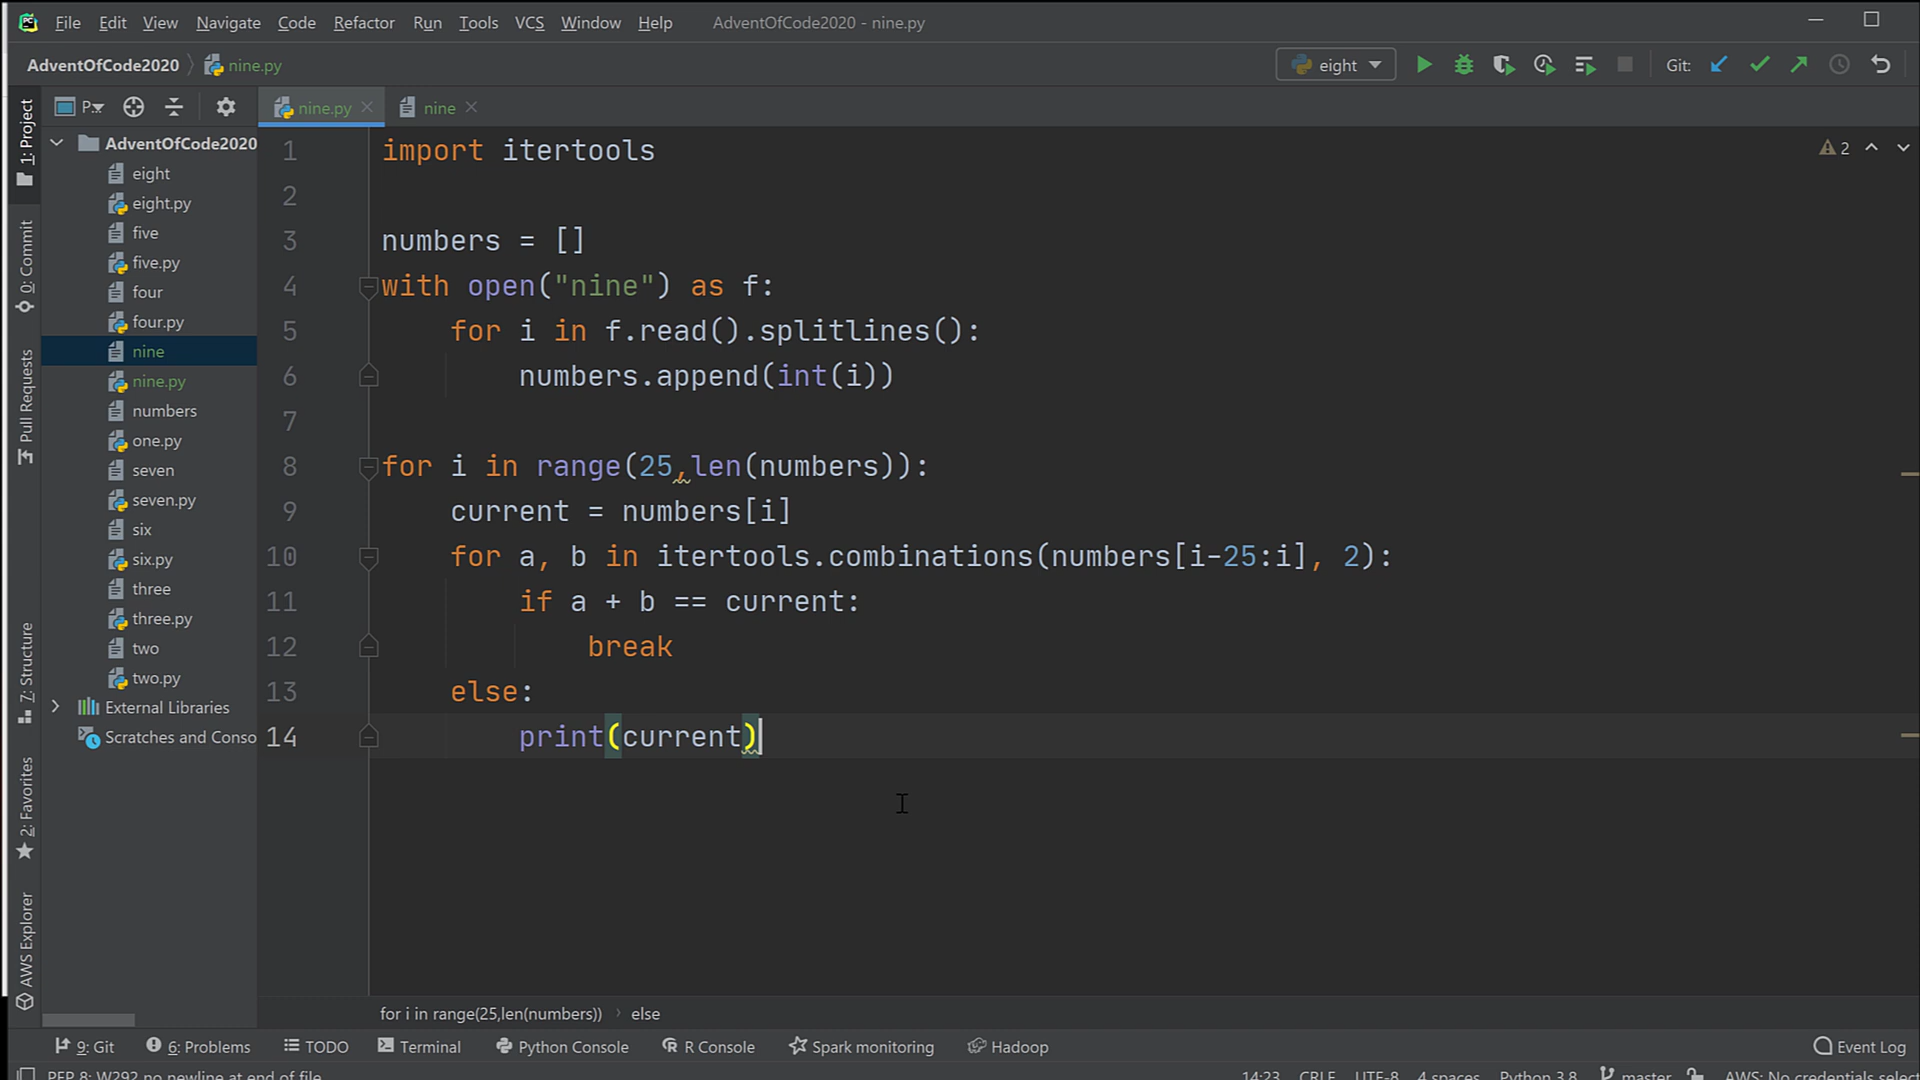 File Edit View Navigate Code Refactor Run Tools VCS Window Help AdventOfCode2020 - nine.py
AdventOfCode2020 nine.py eight Git:
P... nine.py nine
1: Project
0: Commit
Pull Requests
7: Structure
2: Favorites
AWS Explorer
AdventOfCode2020
eight
eight.py
five
five.py
four
four.py
nine
nine.py
numbers
one.py
seven
seven.py
six
six.py
three
three.py
two
two.py
External Libraries
Scratches and Conso
2
1 import itertools
2
3 numbers = []
4 with open("nine") as f:
5 for i in f.read().splitlines():
6 numbers.append(int(i))
7
8 for i in range(25,len(numbers)):
9 current = numbers[i]
10 for a, b in itertools.combinations(numbers[i-25:i], 2):
11 if a + b == current:
12 break
13 else:
14 print(current)
for i in range(25,len(numbers)) › else
9: Git 6: Problems TODO Terminal Python Console R Console Spark monitoring Hadoop Event Log
PEP 8: W292 no newline at end of file 14:23 CRLF UTF-8 4 spaces Python 3.8 master AWS: No credentials select